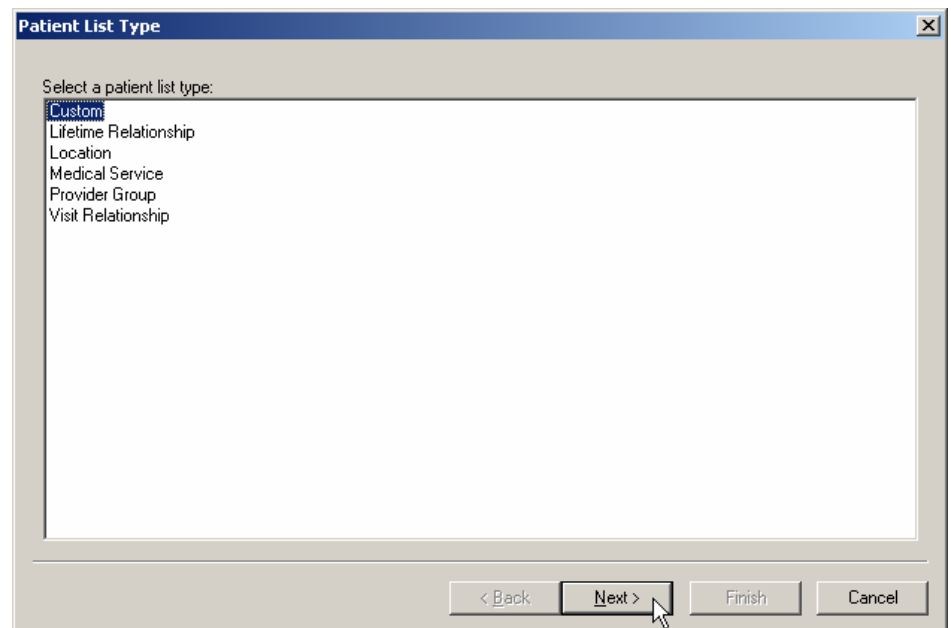 Patient List Type
Select a patient list type:
Custom
Lifetime Relationship
Location
Medical Service
Provider Group
Visit Relationship
< Back Next > Finish Cancel